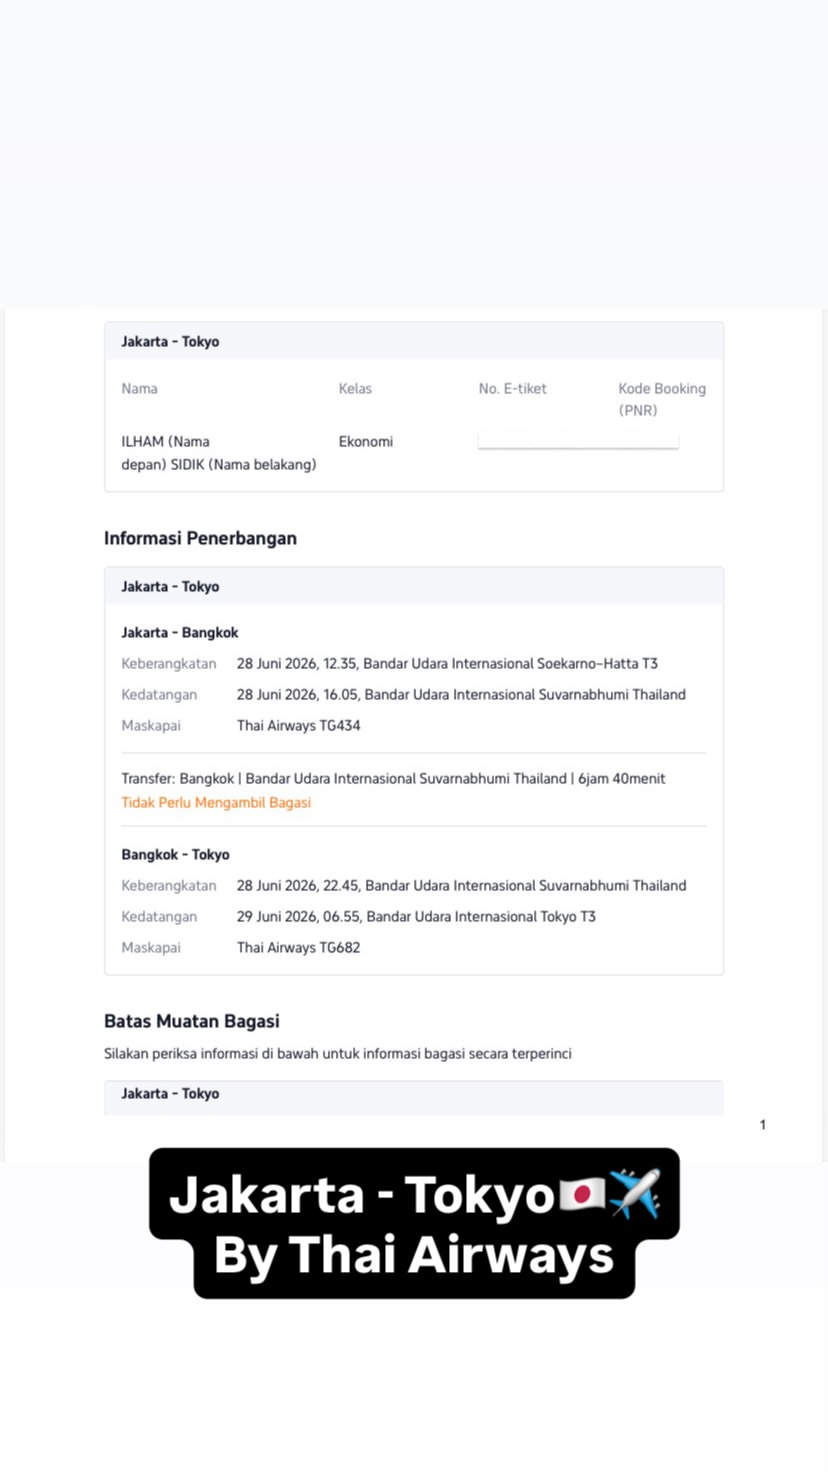 Jakarta - Tokyo
Nama Kelas No. E-tiket Kode Booking
(PNR)
ILHAM (Nama Ekonomi
depan) SIDIK (Nama belakang)
Informasi Penerbangan
Jakarta - Tokyo
Jakarta - Bangkok
Keberangkatan 28 Juni 2026, 12.35, Bandar Udara Internasional Soekarno–Hatta T3
Kedatangan 28 Juni 2026, 16.05, Bandar Udara Internasional Suvarnabhumi Thailand
Maskapai Thai Airways TG434
Transfer: Bangkok | Bandar Udara Internasional Suvarnabhumi Thailand | 6jam 40menit
Tidak Perlu Mengambil Bagasi
Bangkok - Tokyo
Keberangkatan 28 Juni 2026, 22.45, Bandar Udara Internasional Suvarnabhumi Thailand
Kedatangan 29 Juni 2026, 06.55, Bandar Udara Internasional Tokyo T3
Maskapai Thai Airways TG682
Batas Muatan Bagasi
Silakan periksa informasi di bawah untuk informasi bagasi secara terperinci
Jakarta - Tokyo
1
Jakarta - Tokyo🇯🇵✈️
By Thai Airways